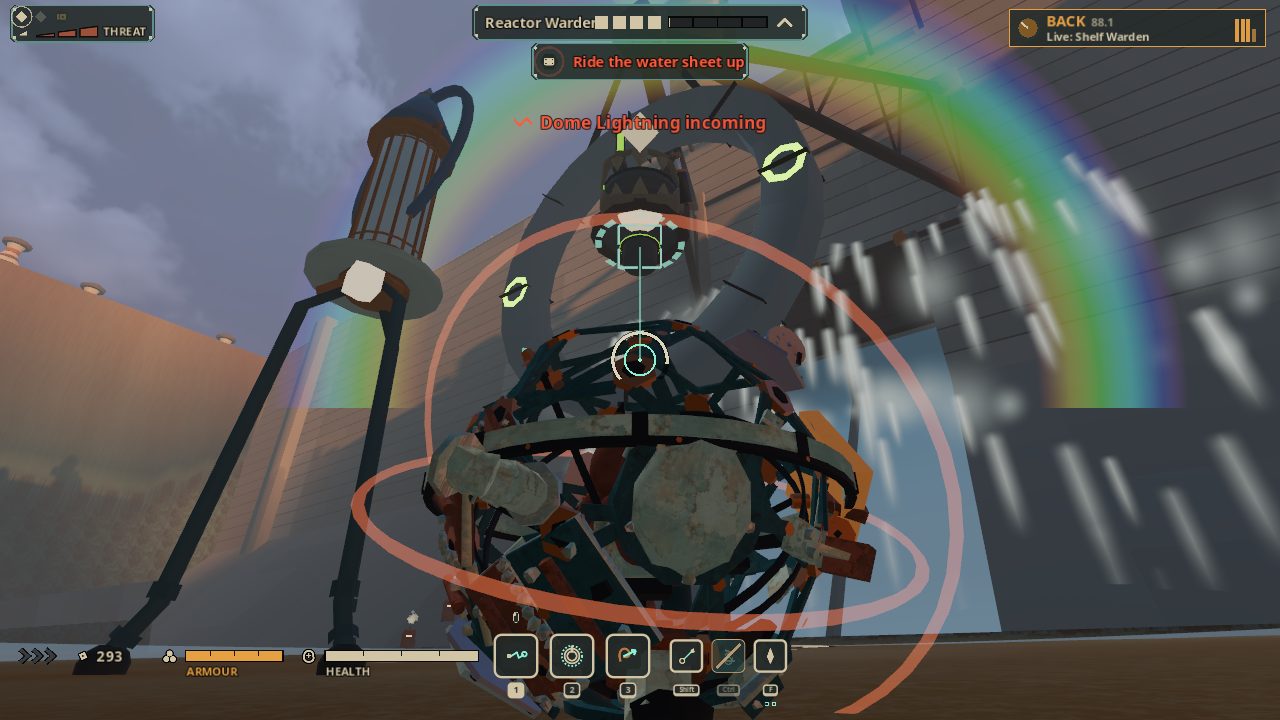 THREAT
Reactor Warden
BACK 88.1
Live: Shelf Warden
Ride the water sheet up
Dome Lightning incoming
293
ARMOUR
HEALTH
1
2
3
Shift
Ctrl
F